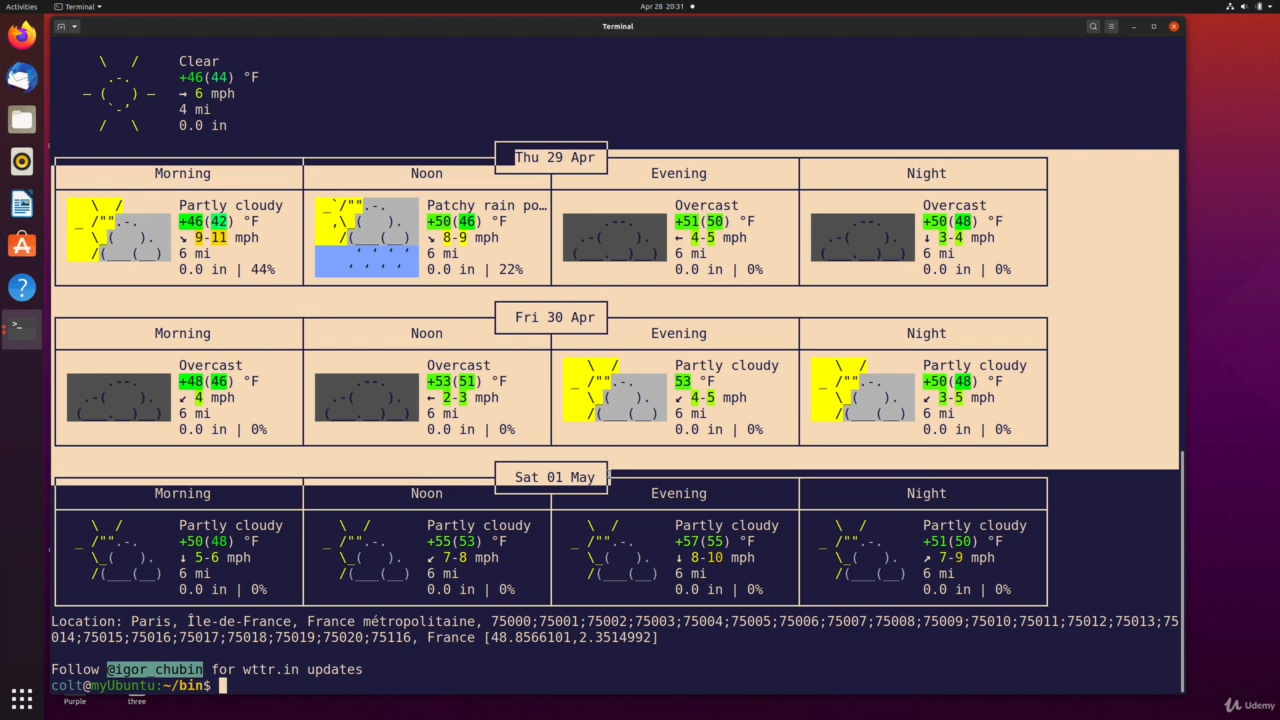 Activities Terminal Apr 28 20:31
Terminal
Clear
+46(44) °F
→ 6 mph
4 mi
0.0 in
Thu 29 Apr
Morning Noon Evening Night
Partly cloudy Patchy rain po… Overcast Overcast
+46(42) °F +50(46) °F +51(50) °F +50(48) °F
↘ 9-11 mph ↘ 8-9 mph ← 4-5 mph ↓ 3-4 mph
6 mi 6 mi 6 mi 6 mi
0.0 in | 44% 0.0 in | 22% 0.0 in | 0% 0.0 in | 0%
Fri 30 Apr
Morning Noon Evening Night
Overcast Overcast Partly cloudy Partly cloudy
+48(46) °F +53(51) °F 53 °F +50(48) °F
↙ 4 mph ← 2-3 mph ↙ 4-5 mph ↙ 3-5 mph
6 mi 6 mi 6 mi 6 mi
0.0 in | 0% 0.0 in | 0% 0.0 in | 0% 0.0 in | 0%
Sat 01 May
Morning Noon Evening Night
Partly cloudy Partly cloudy Partly cloudy Partly cloudy
+50(48) °F +55(53) °F +57(55) °F +51(50) °F
↓ 5-6 mph ↙ 7-8 mph ↓ 8-10 mph ↗ 7-9 mph
6 mi 6 mi 6 mi 6 mi
0.0 in | 0% 0.0 in | 0% 0.0 in | 0% 0.0 in | 0%
Location: Paris, Île-de-France, France métropolitaine, 75000;75001;75002;75003;75004;75005;75006;75007;75008;75009;75010;75011;75012;75013;75
014;75015;75016;75017;75018;75019;75020;75116, France [48.8566101,2.3514992]
Follow @igor_chubin for wttr.in updates
colt@myUbuntu:~/bin$
Purple three
Udemy